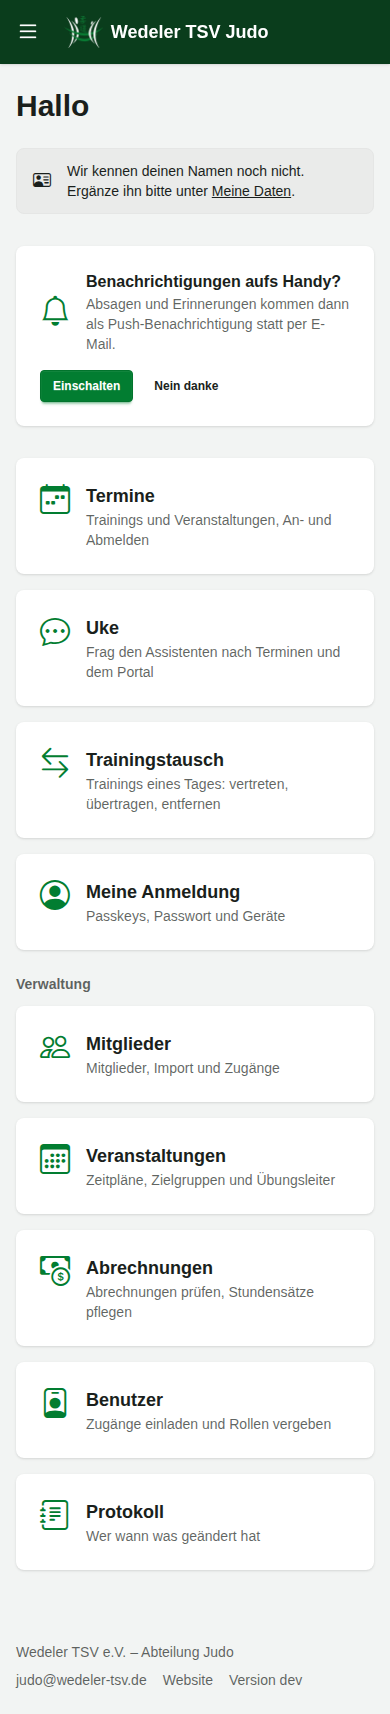 Wedeler TSV Judo
Hallo
Wir kennen deinen Namen noch nicht.
Ergänze ihn bitte unter Meine Daten.
Benachrichtigungen aufs Handy?
Absagen und Erinnerungen kommen dann
als Push-Benachrichtigung statt per E-
Mail.
Einschalten Nein danke
Termine
Trainings und Veranstaltungen, An- und
Abmelden
Uke
Frag den Assistenten nach Terminen und
dem Portal
Trainingstausch
Trainings eines Tages: vertreten,
übertragen, entfernen
Meine Anmeldung
Passkeys, Passwort und Geräte
Verwaltung
Mitglieder
Mitglieder, Import und Zugänge
Veranstaltungen
Zeitpläne, Zielgruppen und Übungsleiter
Abrechnungen
Abrechnungen prüfen, Stundensätze
pflegen
Benutzer
Zugänge einladen und Rollen vergeben
Protokoll
Wer wann was geändert hat
Wedeler TSV e.V. – Abteilung Judo
judo@wedeler-tsv.de Website Version dev